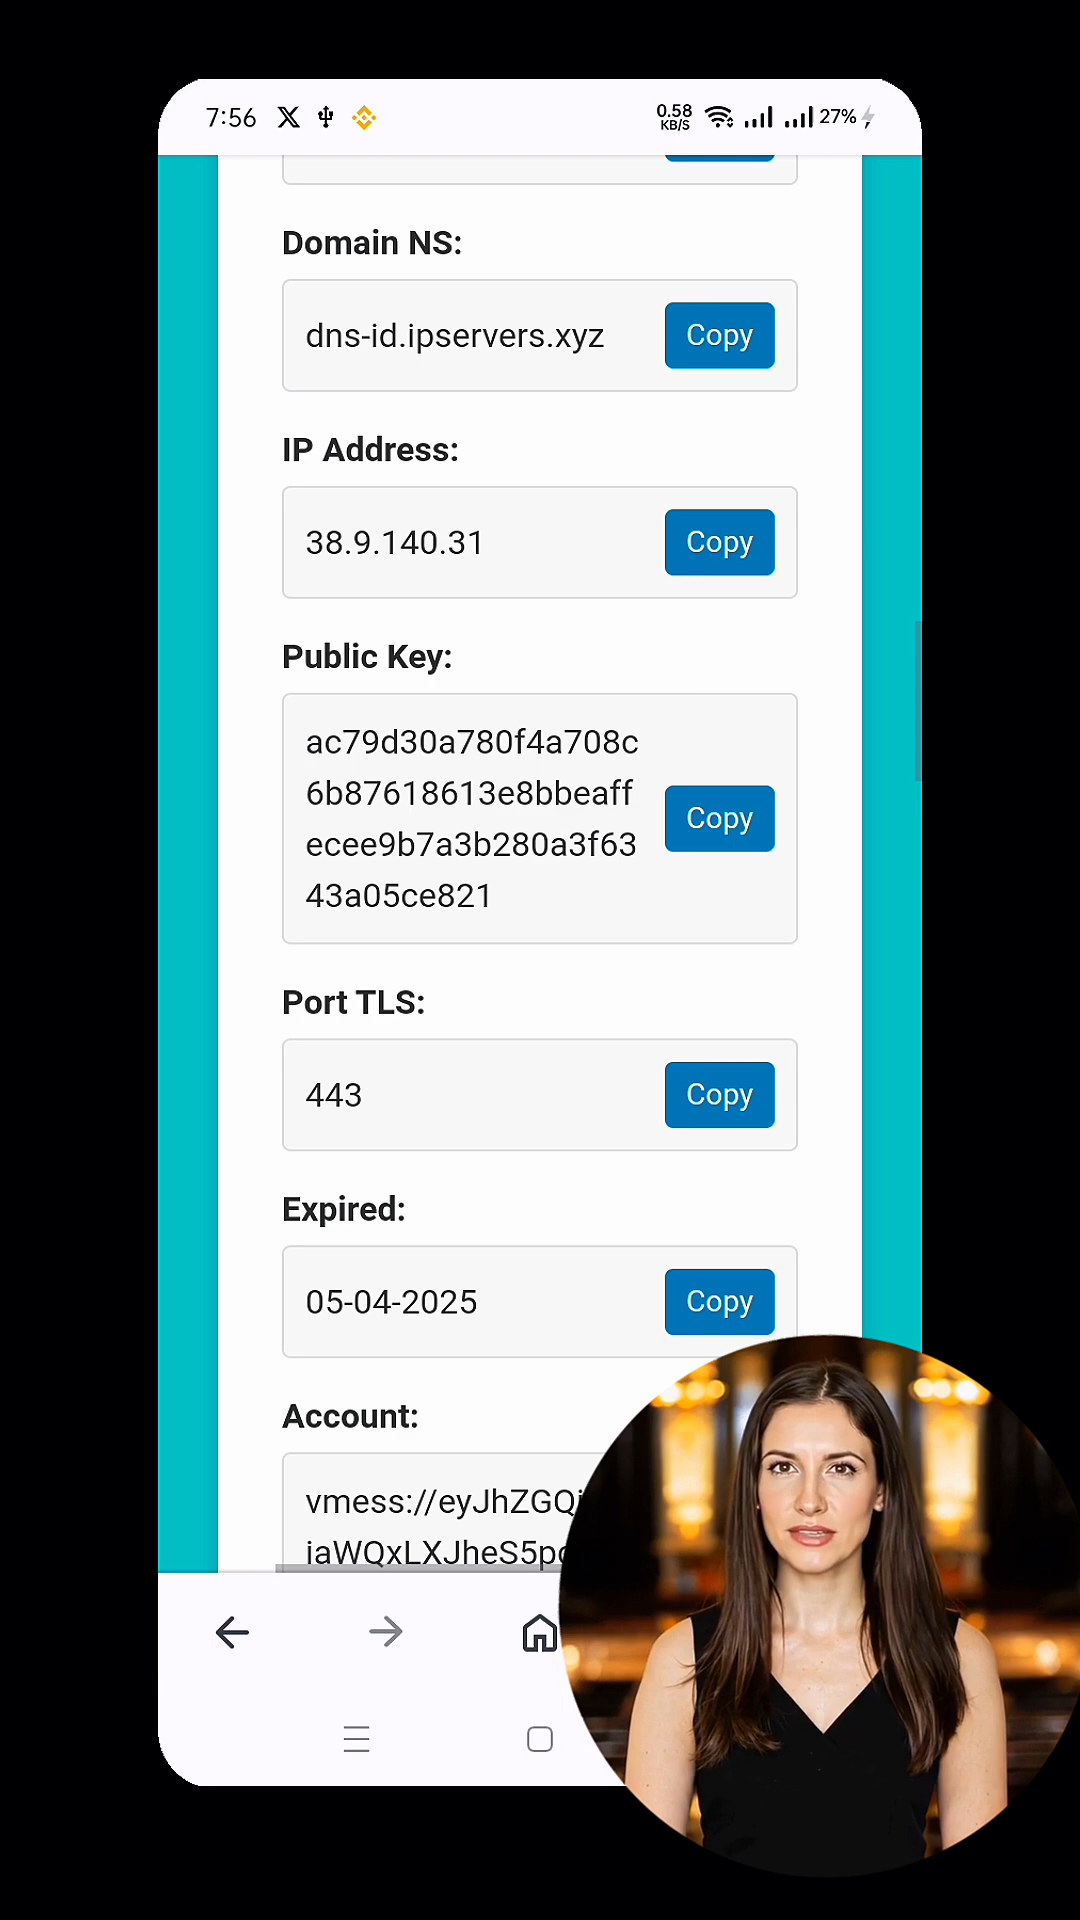 7:56
0.58
KB/S
27%
Domain NS:
dns-id.ipservers.xyz
Copy
IP Address:
38.9.140.31
Copy
Public Key:
ac79d30a780f4a708c
6b87618613e8bbeaff
ecee9b7a3b280a3f63
43a05ce821
Copy
Port TLS:
443
Copy
Expired:
05-04-2025
Copy
Account:
vmess://eyJhZGQi